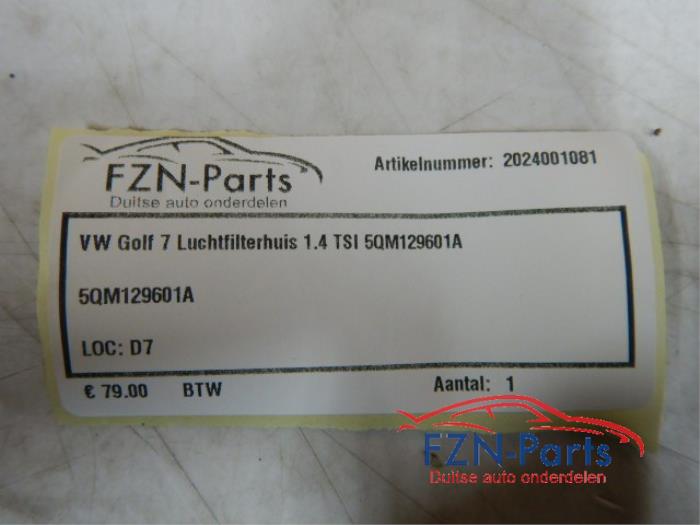 FZN-Parts
Duitse auto onderdelen
Artikelnummer: 2024001081
VW Golf 7 Luchtfilterhuis 1.4 TSI 5QM129601A
5QM129601A
LOC: D7
€ 79.00 BTW Aantal: 1
FZN-Parts
Duitse auto onderdelen